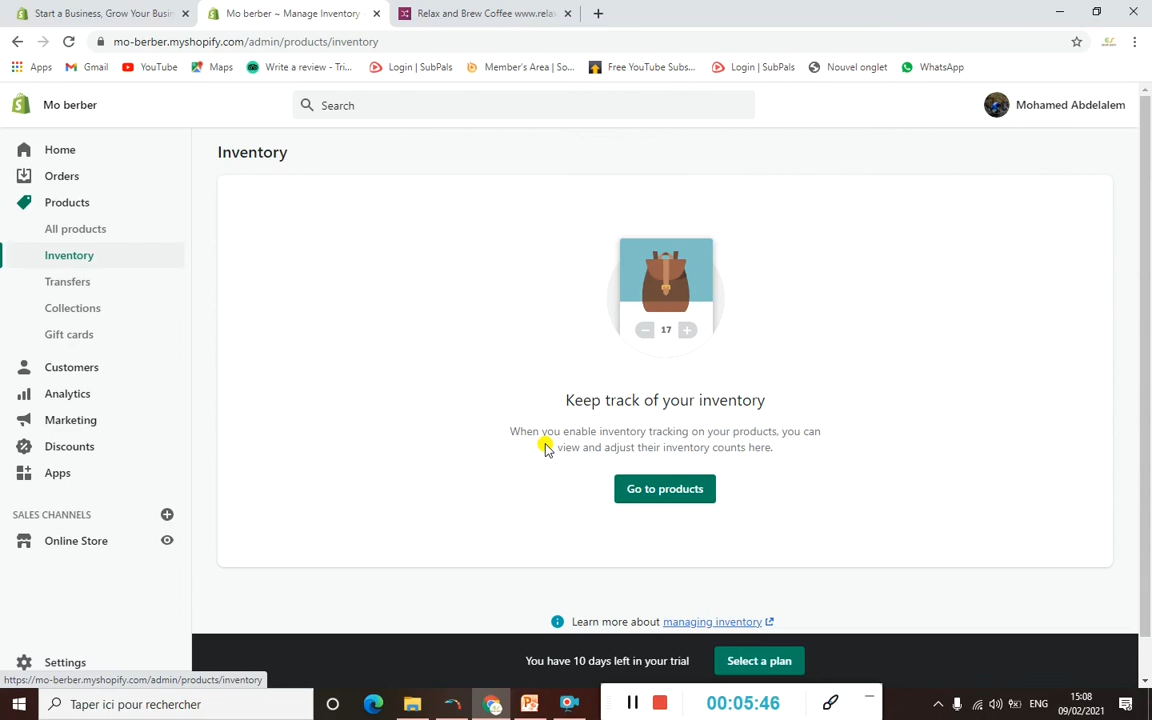 Start a Business, Grow Your Busin
Mo berber ~ Manage Inventory
Relax and Brew Coffee www.relax
mo-berber.myshopify.com/admin/products/inventory
Apps
Gmail
YouTube
Maps
Write a review - Tri...
Login | SubPals
Member's Area | So...
Free YouTube Subs...
Login | SubPals
Nouvel onglet
WhatsApp
Mo berber
Search
Mohamed Abdelalem
Home
Orders
Products
All products
Inventory
Transfers
Collections
Gift cards
Customers
Analytics
Marketing
Discounts
Apps
SALES CHANNELS
Online Store
Settings
Inventory
17
Keep track of your inventory
When you enable inventory tracking on your products, you can
view and adjust their inventory counts here.
Go to products
Learn more about managing inventory
You have 10 days left in your trial
Select a plan
https://mo-berber.myshopify.com/admin/products/inventory
Taper ici pour rechercher
00:05:46
ENG
15:08
09/02/2021